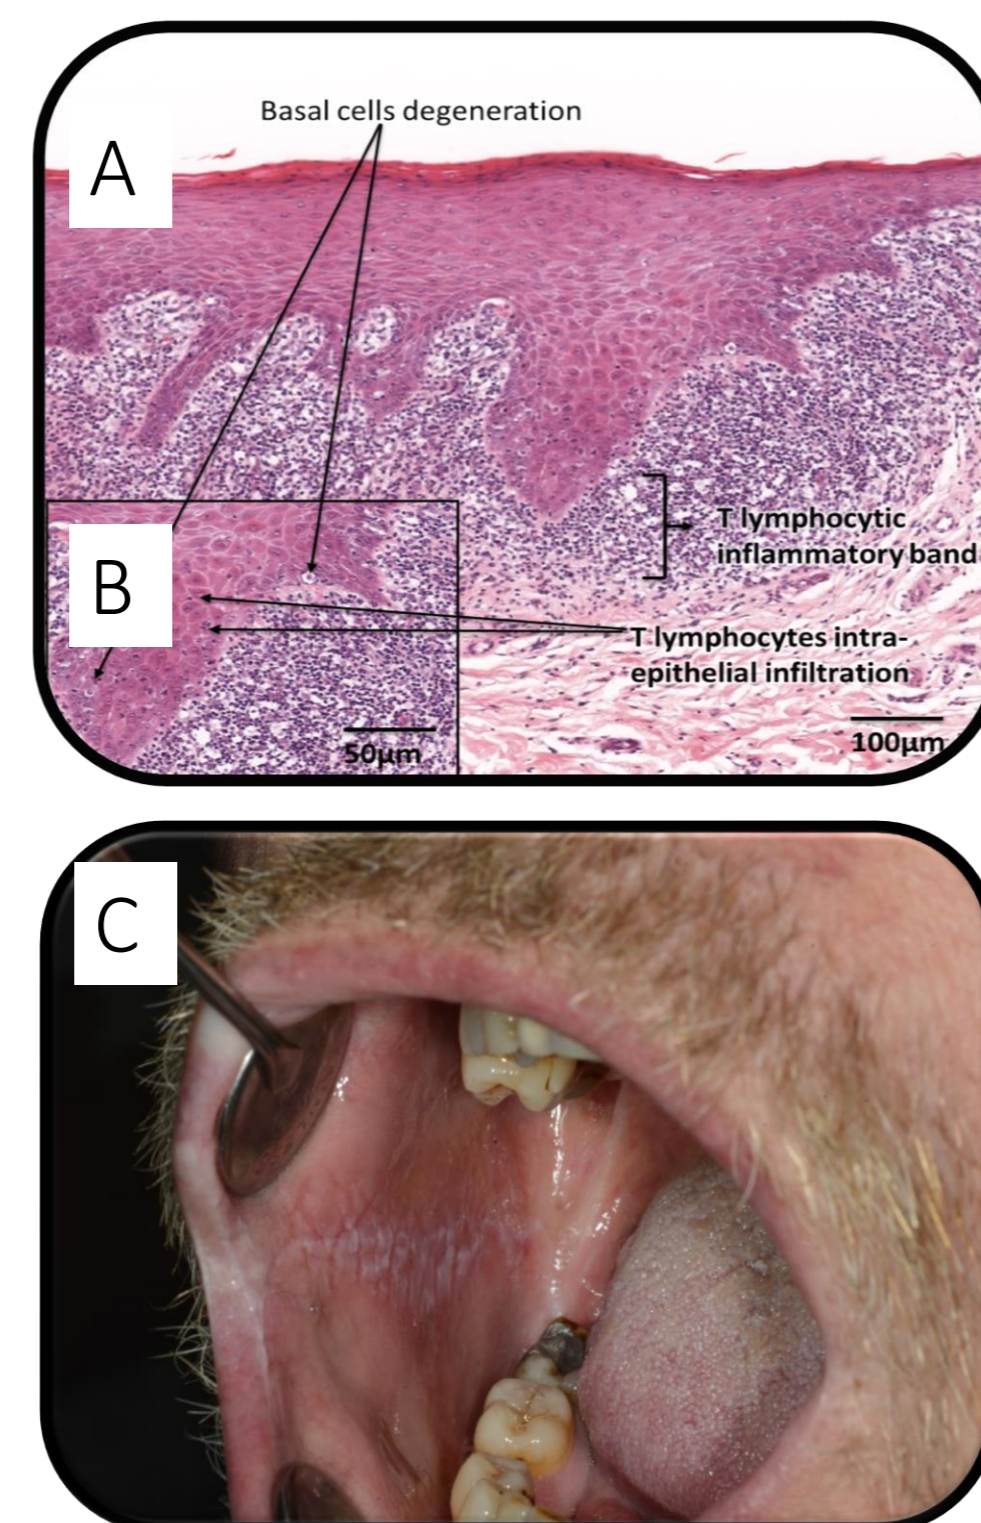 Basal cells degeneration
A
T lymphocytic
inflammatory band
B
T lymphocytes intra-
epithelial infiltration
50µm
100µm
C